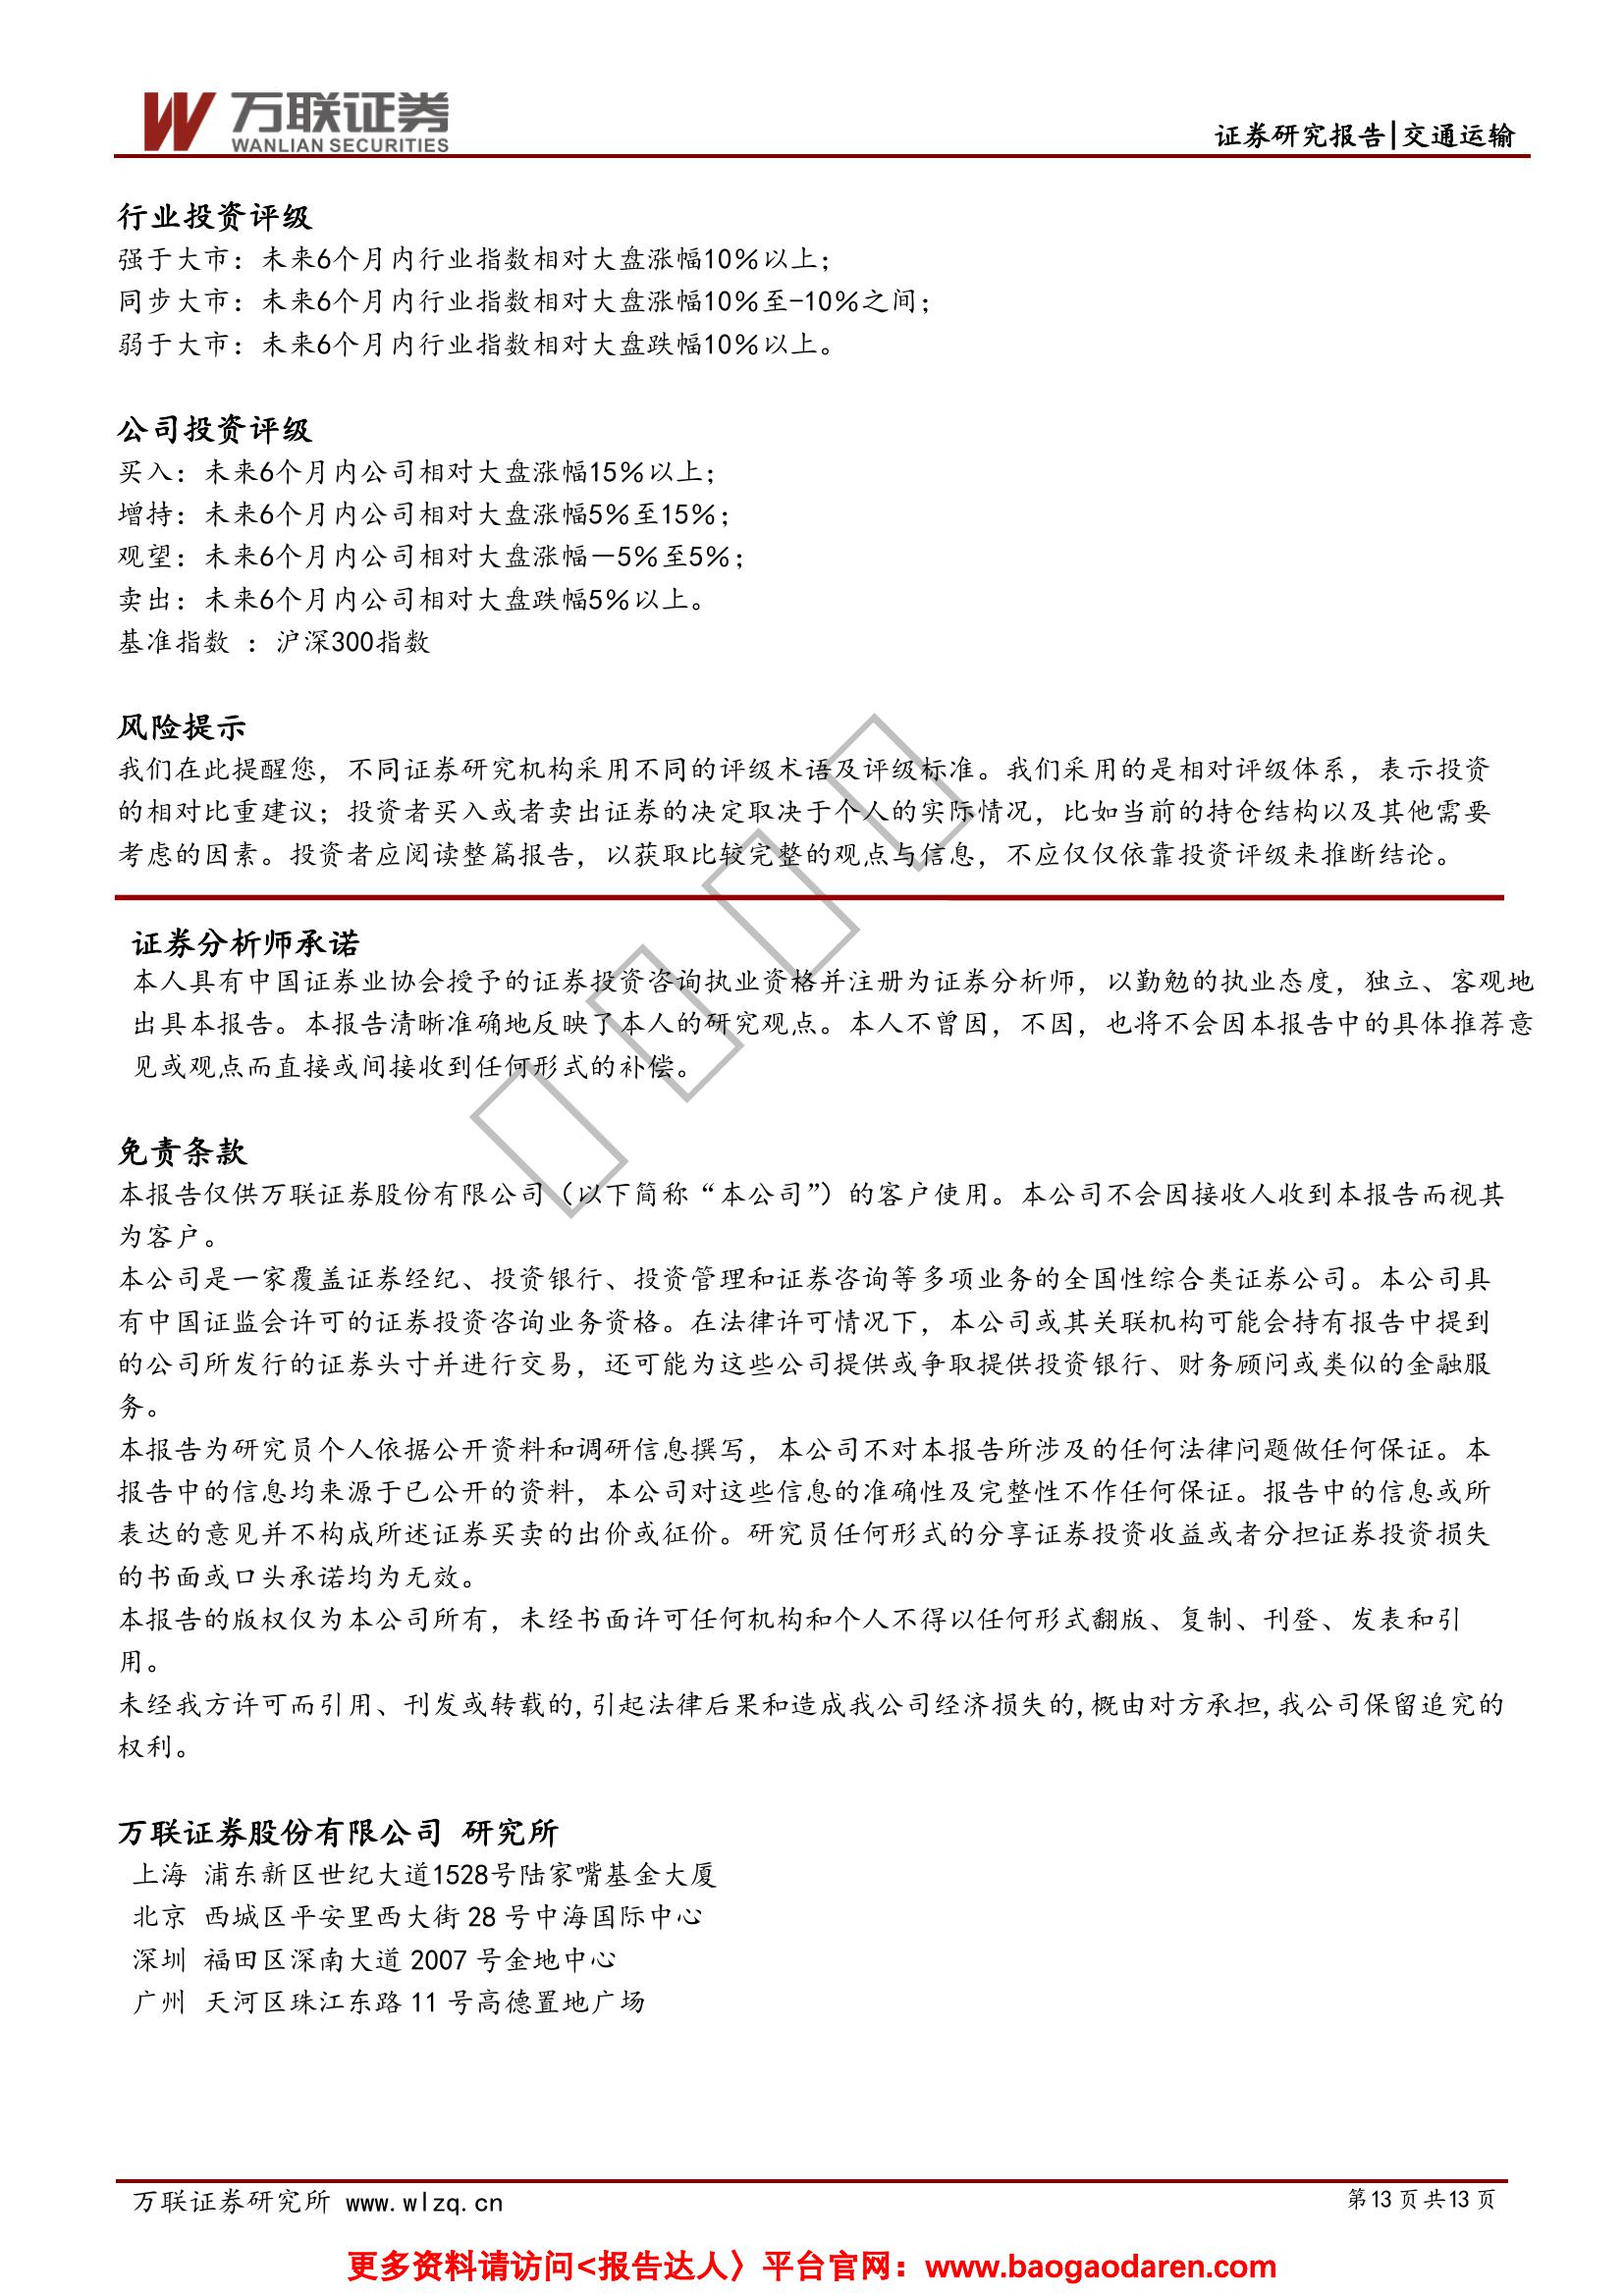 万联证券
WANLIAN SECURITIES
证券研究报告|交通运输
行业投资评级
强于大市：未来6个月内行业指数相对大盘涨幅10％以上；
同步大市：未来6个月内行业指数相对大盘涨幅10％至-10％之间；
弱于大市：未来6个月内行业指数相对大盘跌幅10％以上。
公司投资评级
买入：未来6个月内公司相对大盘涨幅15％以上；
增持：未来6个月内公司相对大盘涨幅5％至15％；
观望：未来6个月内公司相对大盘涨幅－5％至5％；
卖出：未来6个月内公司相对大盘跌幅5％以上。
基准指数 ：沪深300指数
风险提示
我们在此提醒您，不同证券研究机构采用不同的评级术语及评级标准。我们采用的是相对评级体系，表示投资
的相对比重建议；投资者买入或者卖出证券的决定取决于个人的实际情况，比如当前的持仓结构以及其他需要
考虑的因素。投资者应阅读整篇报告，以获取比较完整的观点与信息，不应仅仅依靠投资评级来推断结论。
证券分析师承诺
本人具有中国证券业协会授予的证券投资咨询执业资格并注册为证券分析师，以勤勉的执业态度，独立、客观地
出具本报告。本报告清晰准确地反映了本人的研究观点。本人不曾因，不因，也将不会因本报告中的具体推荐意
见或观点而直接或间接收到任何形式的补偿。
免责条款
本报告仅供万联证券股份有限公司（以下简称“本公司”）的客户使用。本公司不会因接收人收到本报告而视其
为客户。
本公司是一家覆盖证券经纪、投资银行、投资管理和证券咨询等多项业务的全国性综合类证券公司。本公司具
有中国证监会许可的证券投资咨询业务资格。在法律许可情况下，本公司或其关联机构可能会持有报告中提到
的公司所发行的证券头寸并进行交易，还可能为这些公司提供或争取提供投资银行、财务顾问或类似的金融服
务。
本报告为研究员个人依据公开资料和调研信息撰写，本公司不对本报告所涉及的任何法律问题做任何保证。本
报告中的信息均来源于已公开的资料，本公司对这些信息的准确性及完整性不作任何保证。报告中的信息或所
表达的意见并不构成所述证券买卖的出价或征价。研究员任何形式的分享证券投资收益或者分担证券投资损失
的书面或口头承诺均为无效。
本报告的版权仅为本公司所有，未经书面许可任何机构和个人不得以任何形式翻版、复制、刊登、发表和引
用。
未经我方许可而引用、刊发或转载的,引起法律后果和造成我公司经济损失的,概由对方承担,我公司保留追究的
权利。
万联证券股份有限公司 研究所
上海 浦东新区世纪大道1528号陆家嘴基金大厦
北京 西城区平安里西大街 28 号中海国际中心
深圳 福田区深南大道 2007 号金地中心
广州 天河区珠江东路 11 号高德置地广场
万联证券研究所 www.wlzq.cn
第13 页共13 页
更多资料请访问<报告达人〉平台官网：www.baogaodaren.com